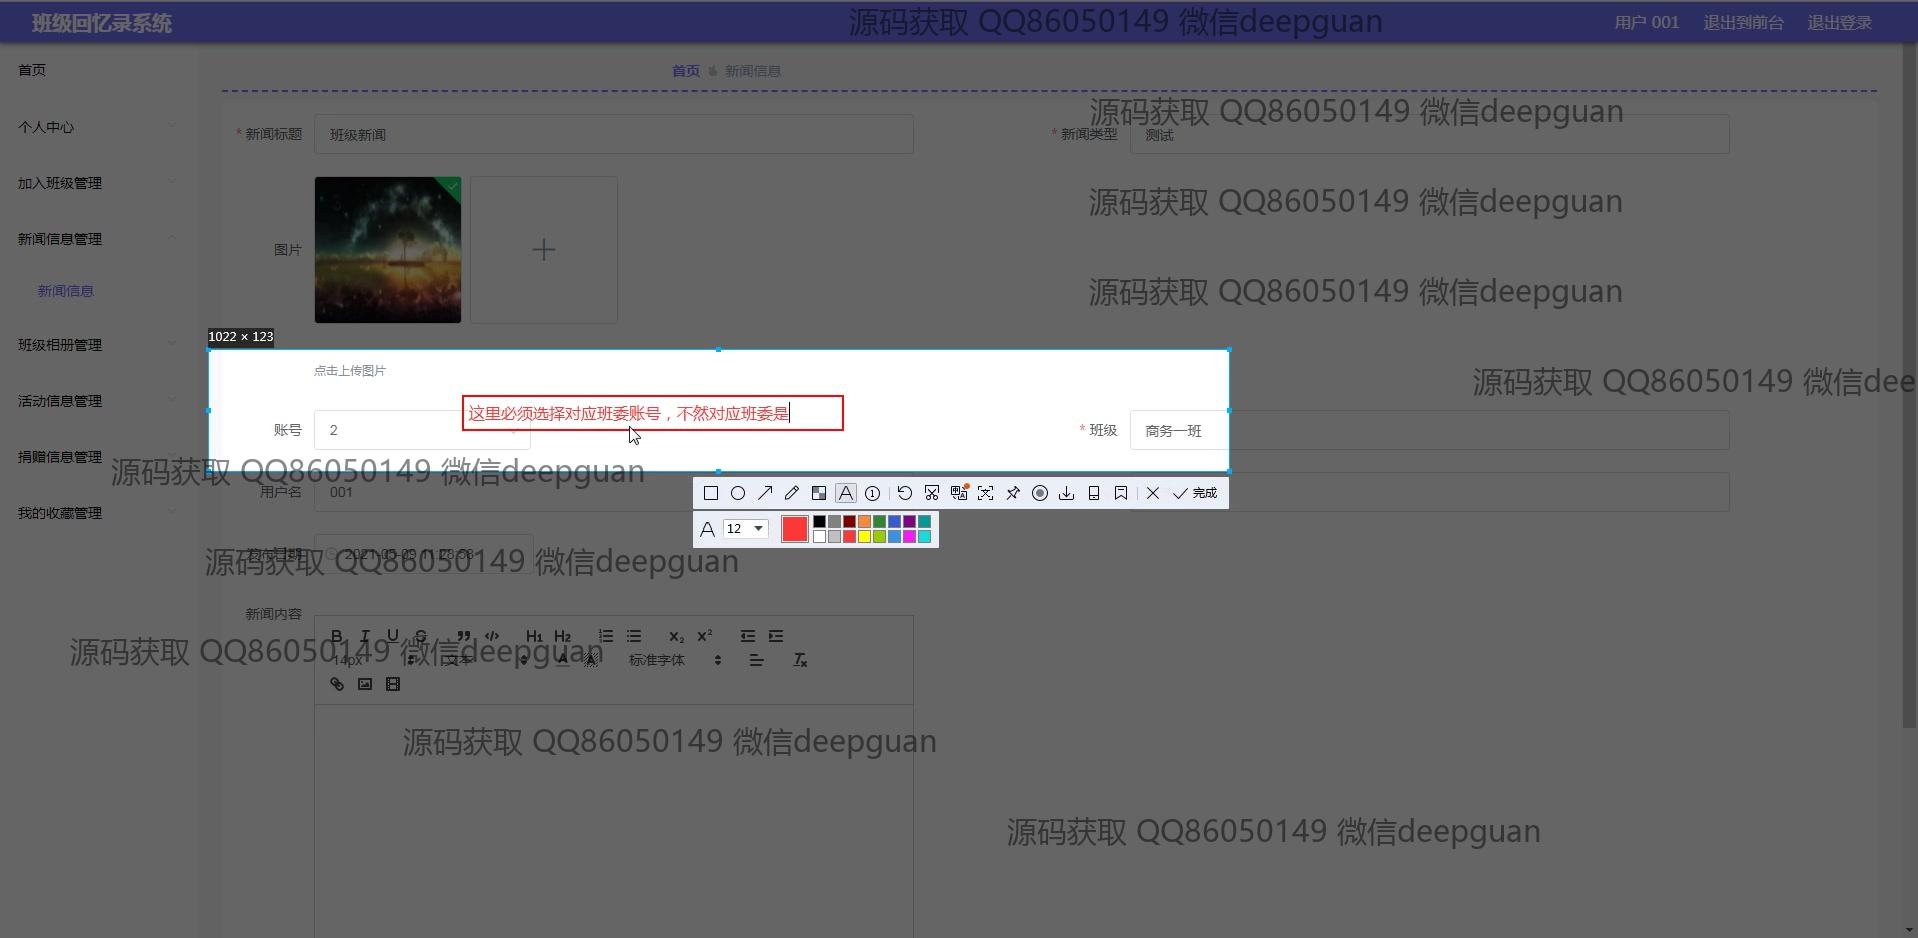 班级回忆录系统
源码获取 QQ86050149 微信deepguan
用户 001
退出到前台
退出登录
首页
个人中心
加入班级管理
新闻信息管理
新闻信息
班级相册管理
活动信息管理
捐赠信息管理
我的收藏管理
首页 新闻信息
源码获取 QQ86050149 微信deepguan
* 新闻标题 班级新闻
* 新闻类型 测试
源码获取 QQ86050149 微信deepguan
图片
源码获取 QQ86050149 微信deepguan
1022 × 123
点击上传图片
源码获取 QQ86050149 微信dee
这里必须选择对应班委账号，不然对应班委是
账号 2
* 班级 商务一班
源码获取 QQ86050149 微信deepguan
用户名 001
完成
A 12
发布日期 2021-05-09 11:28:58
源码获取 QQ86050149 微信deepguan
新闻内容
B I U S H1 H2 X2 X2
源码获取 QQ86050149 微信deepguan
14px 文本 A A 标准字体
源码获取 QQ86050149 微信deepguan
源码获取 QQ86050149 微信deepguan